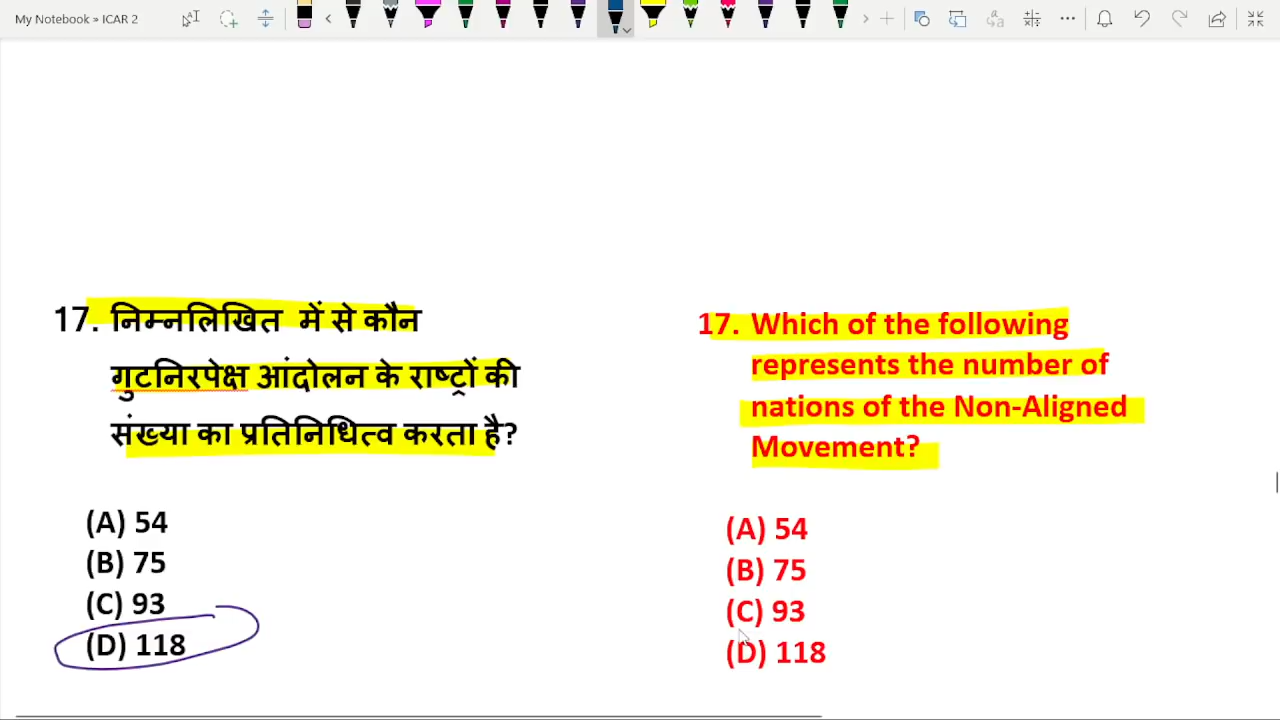 My Notebook » ICAR 2
17. निम्नलिखित में से कौन
गुटनिरपेक्ष आंदोलन के राष्ट्रों की
संख्या का प्रतिनिधित्व करता है?
(A) 54
(B) 75
(C) 93
(D) 118
17. Which of the following
represents the number of
nations of the Non-Aligned
Movement?
(A) 54
(B) 75
(C) 93
(D) 118